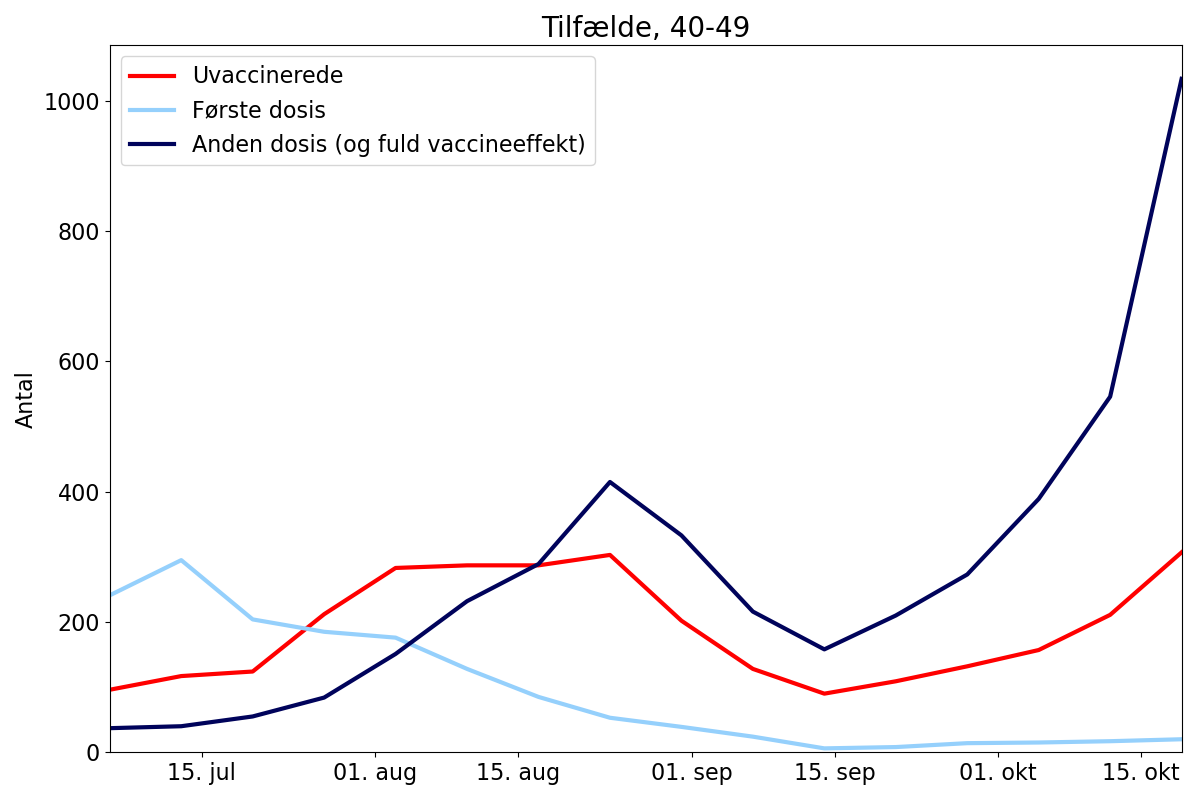 Tilfælde, 40-49
Uvaccinerede
Første dosis
Anden dosis (og fuld vaccineeffekt)
Antal
1000
800
600
400
200
0
15. jul
01. aug
15. aug
01. sep
15. sep
01. okt
15. okt